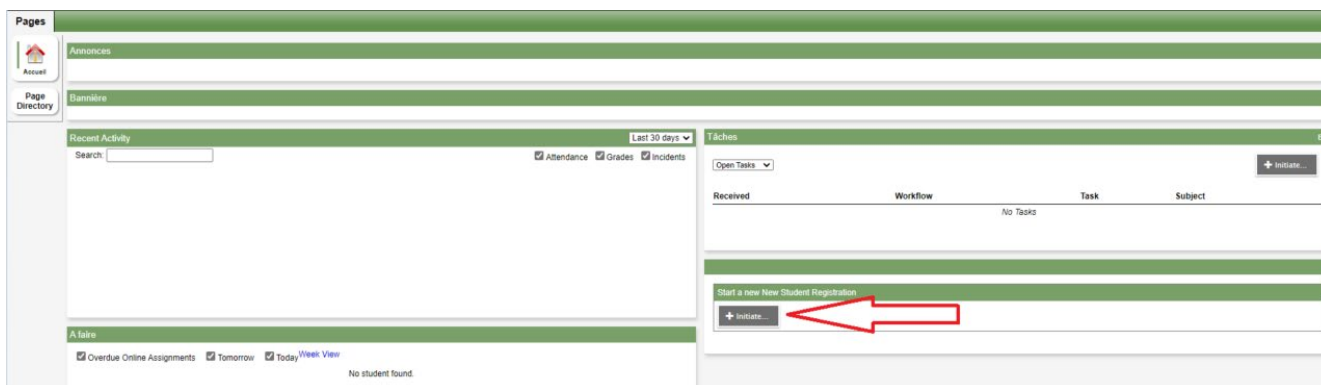 Pages
Accueil
Page
Directory
Annonces
Bannière
Recent Activity
Last 30 days
Search:
Attendance Grades Incidents
A faire
Overdue Online Assignments Tomorrow Today Week View
No student found.
Tâches
Open Tasks
+ Initiate...
Received Workflow Task Subject
No Tasks
Start a new New Student Registration
+ Initiate...